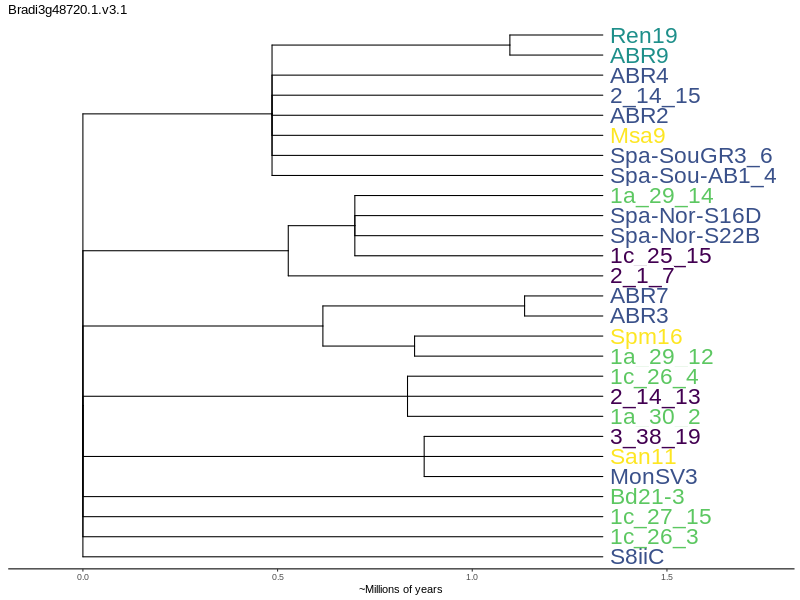 Bradi3g48720.1.v3.1
Ren19
ABR9
ABR4
2_14_15
ABR2
Msa9
Spa-SouGR3_6
Spa-Sou-AB1_4
1a_29_14
Spa-Nor-S16D
Spa-Nor-S22B
1c_25_15
2_1_7
ABR7
ABR3
Spm16
1a_29_12
1c_26_4
2_14_13
1a_30_2
3_38_19
San11
MonSV3
Bd21-3
1c_27_15
1c_26_3
S8iiC
0.0 0.5 1.0 1.5
~Millions of years